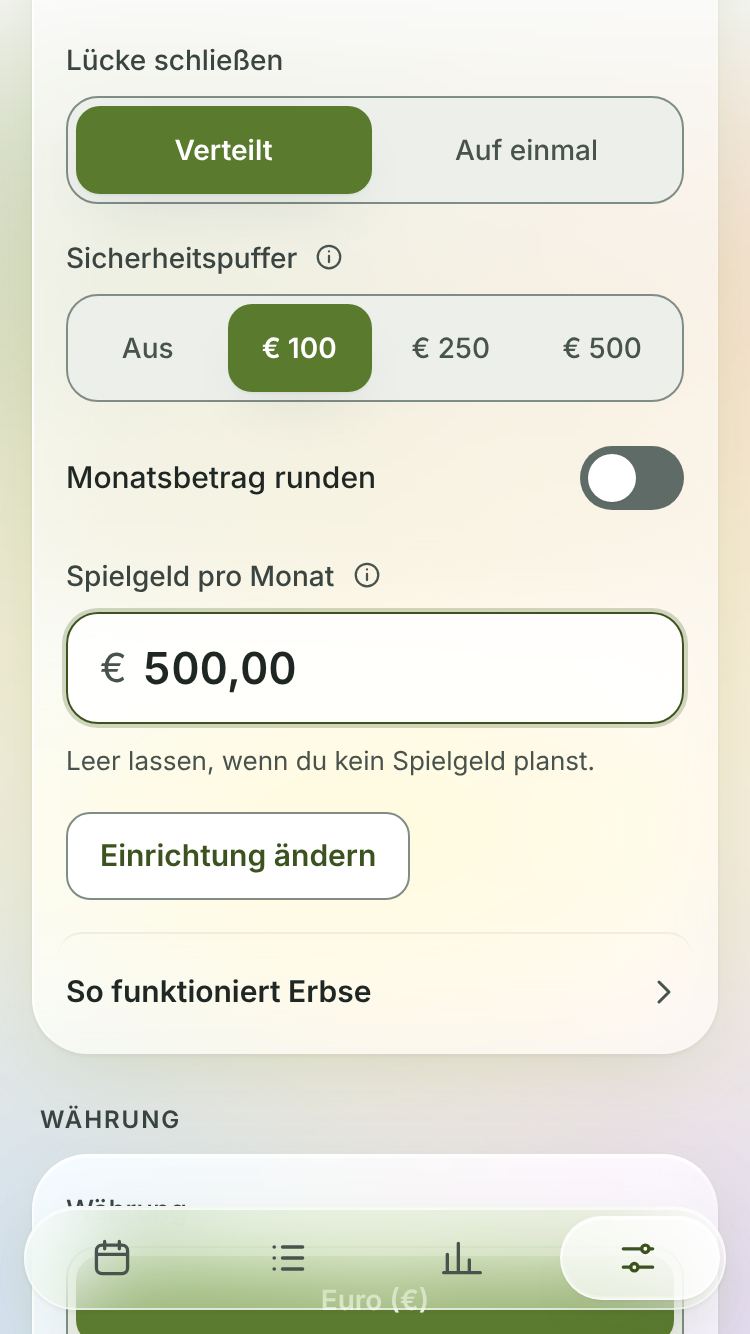 Lücke schließen
Verteilt
Auf einmal
Sicherheitspuffer
Aus
€ 100
€ 250
€ 500
Monatsbetrag runden
Spielgeld pro Monat
€ 500,00
Leer lassen, wenn du kein Spielgeld planst.
Einrichtung ändern
So funktioniert Erbse
WÄHRUNG
Währung
Euro (€)